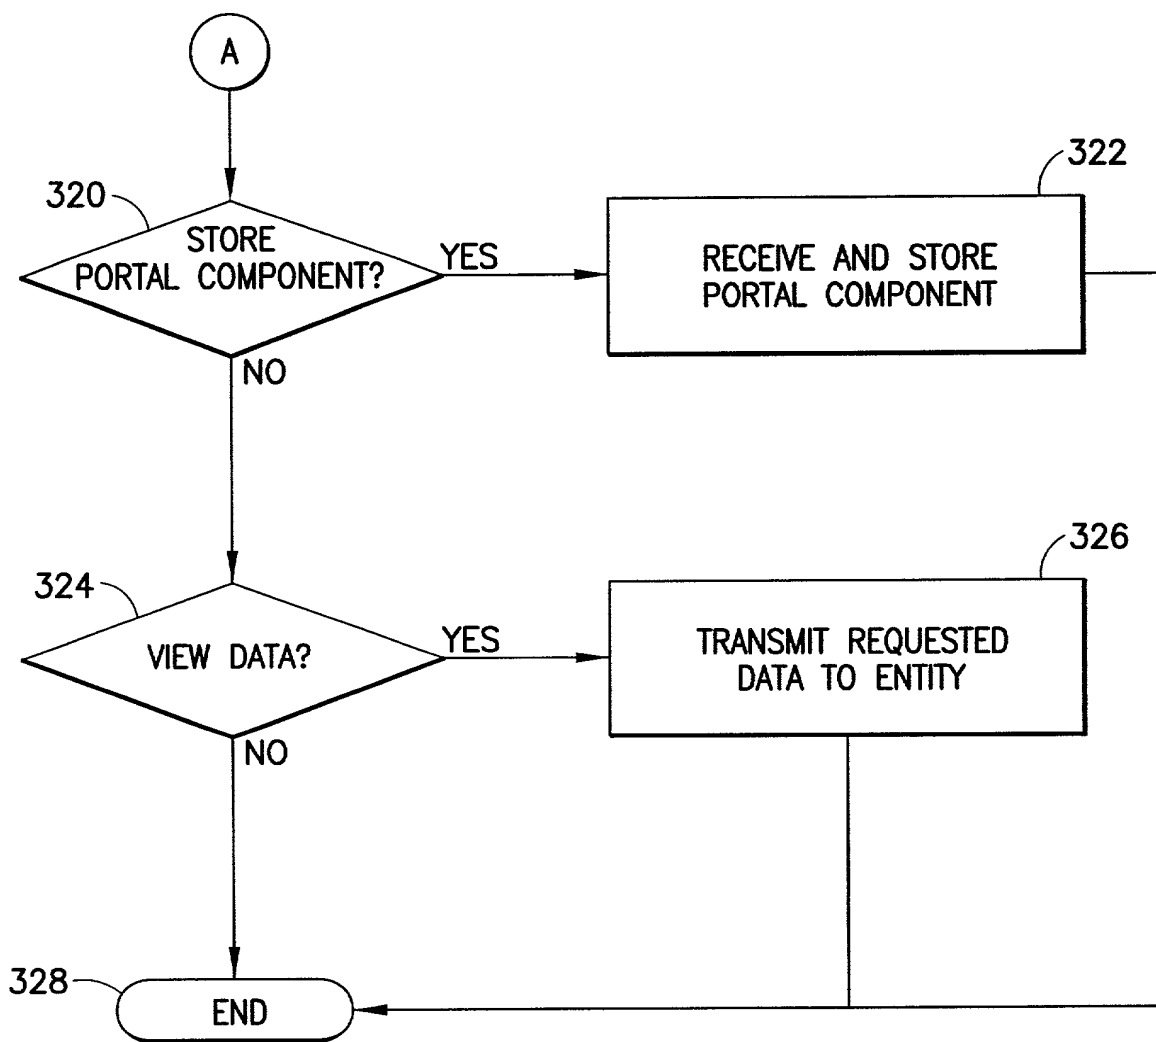 A
320
STORE
PORTAL COMPONENT?
YES
322
RECEIVE AND STORE
PORTAL COMPONENT
NO
324
VIEW DATA?
YES
326
TRANSMIT REQUESTED
DATA TO ENTITY
NO
328
END